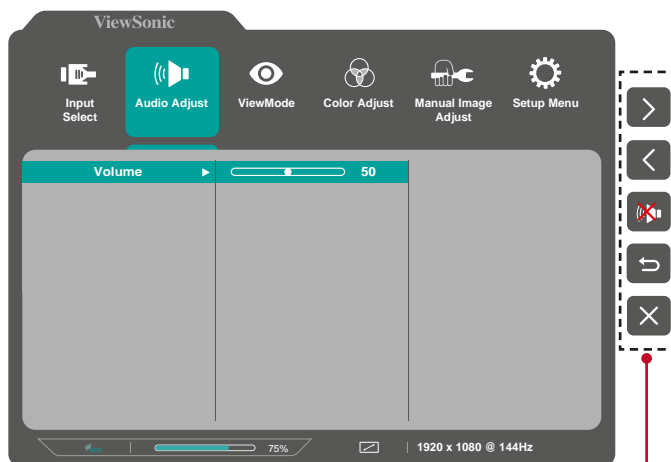 ViewSonic
Input
Select
Audio Adjust
ViewMode
Color Adjust
Manual Image
Adjust
Setup Menu
Volume
50
75%
1920 x 1080 @ 144Hz